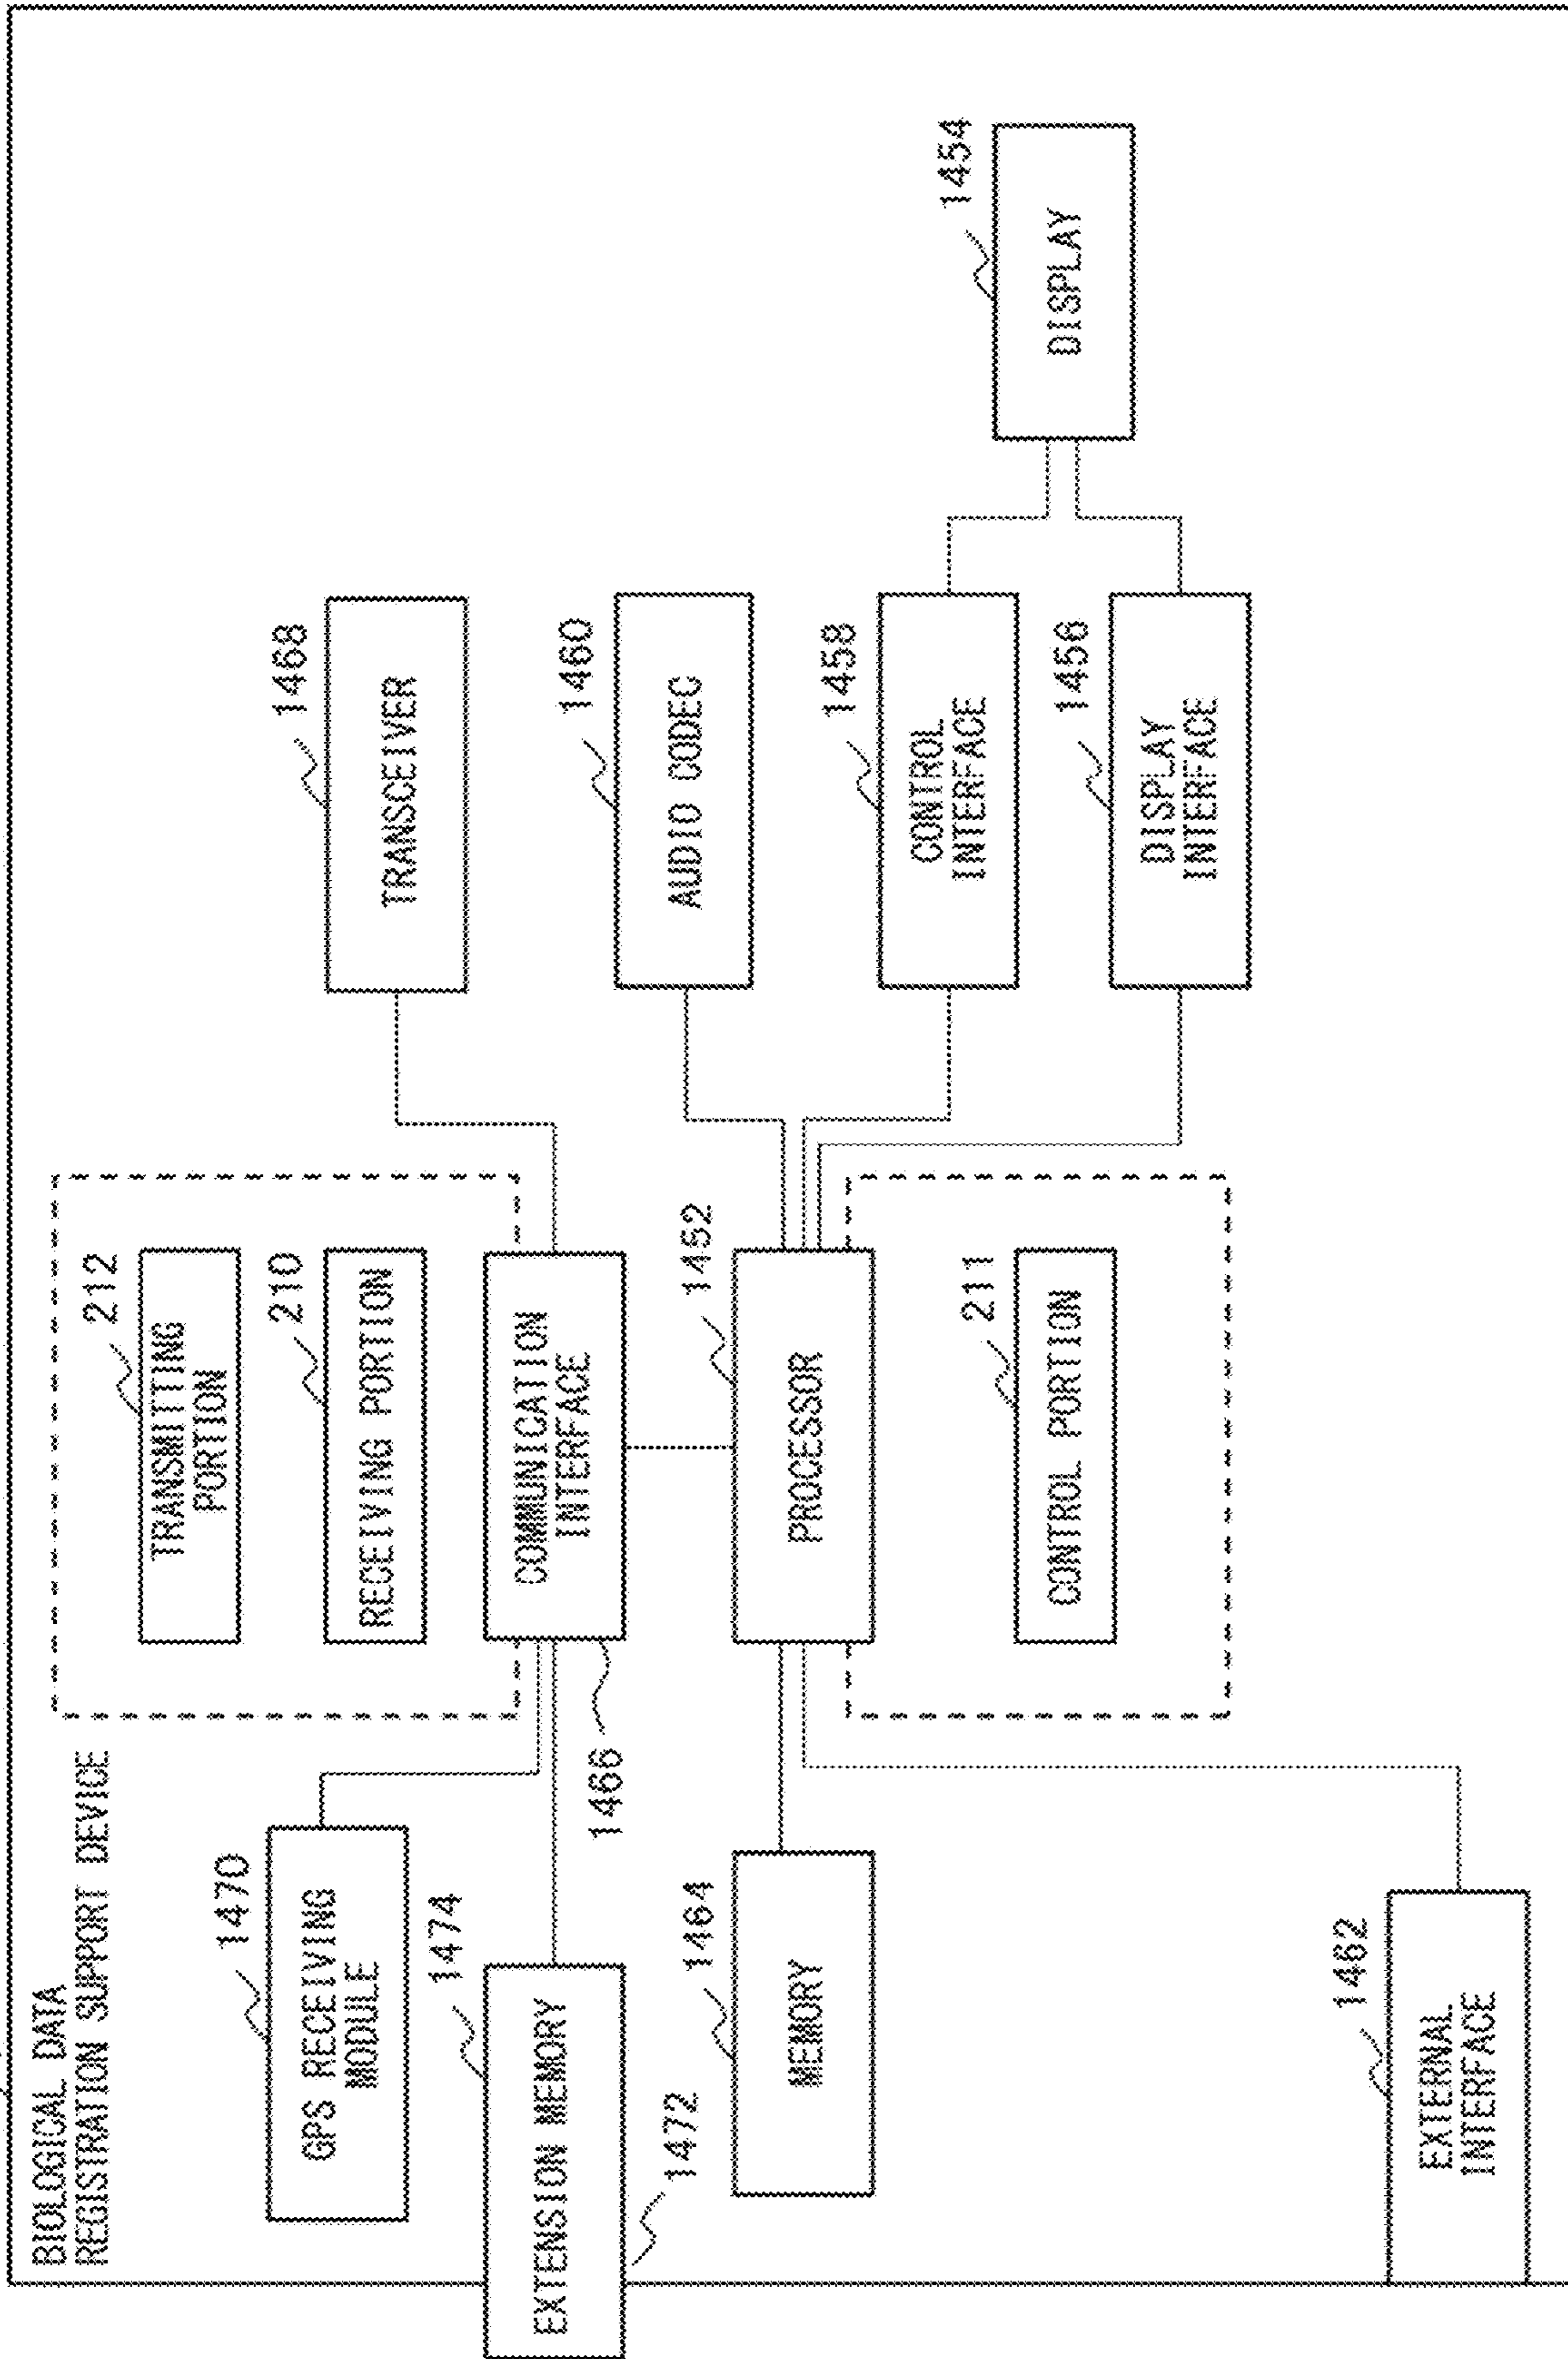 BIOLOGICAL DATA
REGISTRATION SUPPORT DEVICE
212
TRANSMITTING
PORTION
1470
GPS RECEIVING
MODULE
210
RECEIVING PORTION
1468
TRANSCEIVER
1474
EXTENSION MEMORY
1472
COMMUNICATION
INTERFACE
1466
1460
AUDIO CODEC
1464
MEMORY
1452
PROCESSOR
1458
CONTROL
INTERFACE
1454
DISPLAY
211
CONTROL PORTION
1456
DISPLAY
INTERFACE
1462
EXTERNAL
INTERFACE